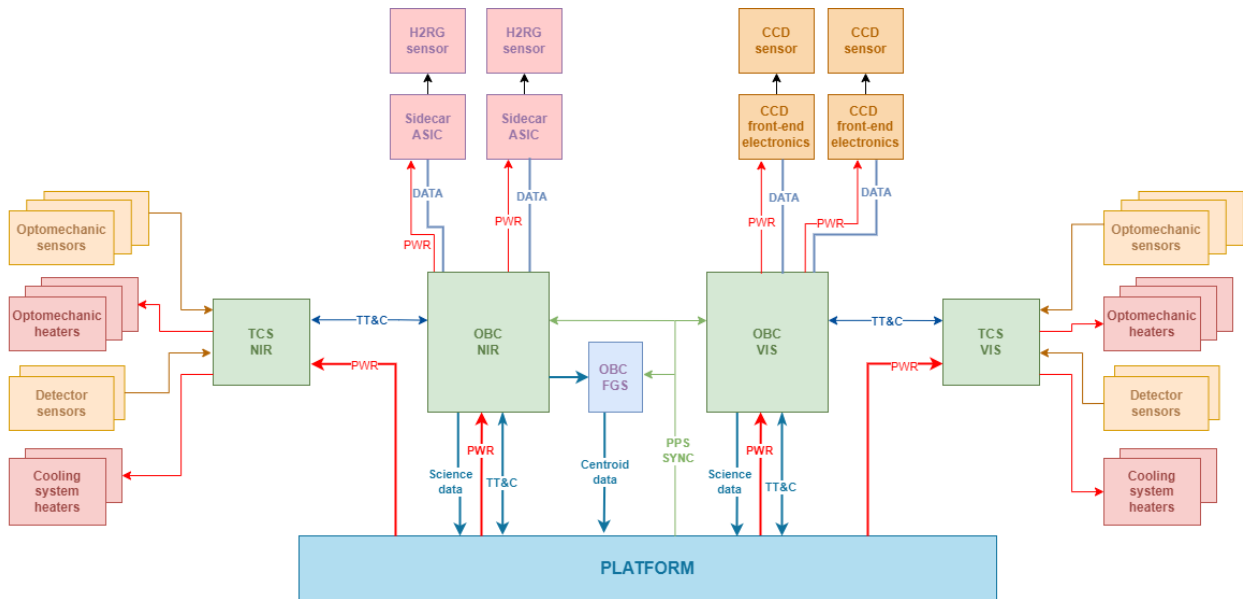 H2RG
sensor
H2RG
sensor
CCD
sensor
CCD
sensor
Sidecar
ASIC
Sidecar
ASIC
CCD
front-end
electronics
CCD
front-end
electronics
DATA
DATA
DATA
DATA
PWR
PWR
PWR
PWR
Optomechanic
sensors
Optomechanic
heaters
Detector
sensors
Cooling
system
heaters
TCS
NIR
TT&C
PWR
OBC
NIR
OBC
FGS
OBC
VIS
TT&C
PWR
TCS
VIS
Optomechanic
sensors
Optomechanic
heaters
Detector
sensors
Cooling
system
heaters
Science
data
PWR
TT&C
Centroid
data
PPS
SYNC
Science
data
PWR
TT&C
PLATFORM